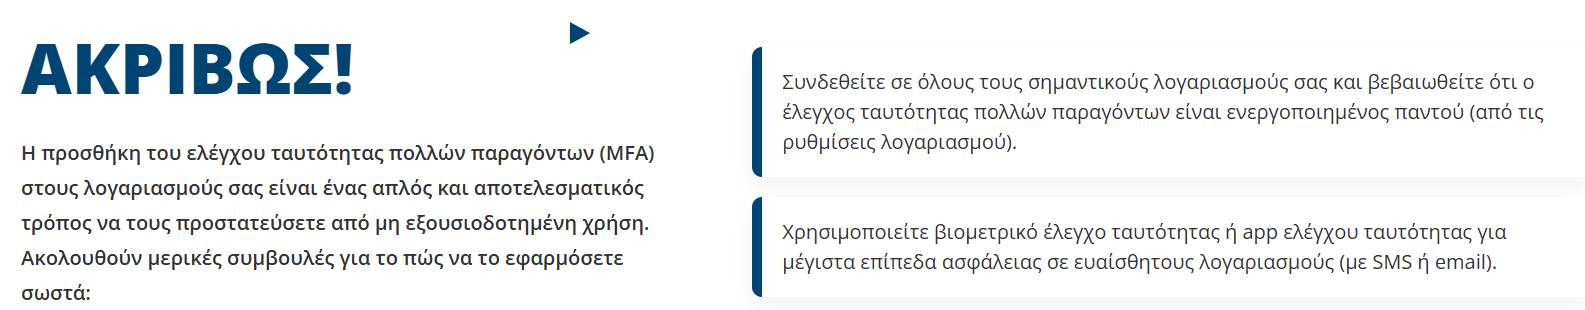 ΑΚΡΙΒΩΣ!
Η προσθήκη του ελέγχου ταυτότητας πολλών παραγόντων (MFA)
στους λογαριασμούς σας είναι ένας απλός και αποτελεσματικός
τρόπος να τους προστατεύσετε από μη εξουσιοδοτημένη χρήση.
Ακολουθούν μερικές συμβουλές για το πώς να το εφαρμόσετε
σωστά:
Συνδεθείτε σε όλους τους σημαντικούς λογαριασμούς σας και βεβαιωθείτε ότι ο
έλεγχος ταυτότητας πολλών παραγόντων είναι ενεργοποιημένος παντού (από τις
ρυθμίσεις λογαριασμού).
Χρησιμοποιείτε βιομετρικό έλεγχο ταυτότητας ή app ελέγχου ταυτότητας για
μέγιστα επίπεδα ασφάλειας σε ευαίσθητους λογαριασμούς (με SMS ή email).